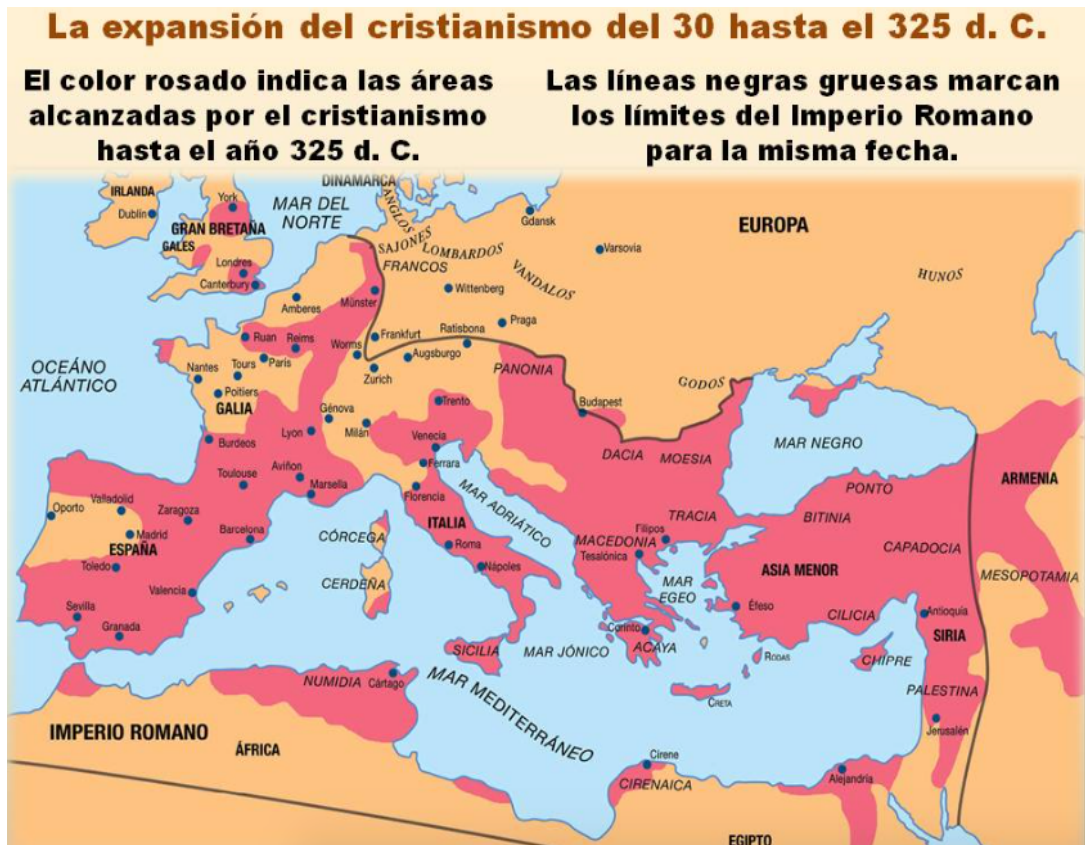 La expansión del cristianismo del 30 hasta el 325 d. C.
El color rosado indica las áreas
alcanzadas por el cristianismo
hasta el año 325 d. C.
Las líneas negras gruesas marcan
los límites del Imperio Romano
para la misma fecha.
IRLANDA
Dublín
York
GRAN BRETAÑA
GALES
Londres
Canterbury
MAR DEL
NORTE
DINAMARCA
ANGLOS
SAJONES
LOMBARDOS
FRANCOS
VANDALOS
Gdansk
Varsovia
EUROPA
HUNOS
Wittenberg
Praga
Amberes
Münster
Frankfurt
Ratisbona
Worms
Augsburgo
Zurich
Ruan
Reims
Paris
Tours
Nantes
Poitiers
GALIA
OCEÁNO
ATLÁNTICO
Burdeos
Lyon
Génova
Milán
Trento
Venecia
Ferrara
Florencia
PANONIA
Budapest
GODOS
DACIA
MOESIA
MAR NEGRO
ARMENIA
Toulouse
Aviñon
Marsella
Oporto
Valladolid
Zaragoza
Madrid
ESPAÑA
Toledo
Barcelona
Valencia
Sevilla
Granada
CÓRCEGA
CERDEÑA
ITALIA
Roma
Nápoles
MAR ADRIÁTICO
MACEDONIA
Filipos
Tesalónica
TRACIA
BITINIA
PONTO
CAPADOCIA
MESOPOTAMIA
ASIA MENOR
MAR
EGEO
Éfeso
CILICIA
Antioquia
SIRIA
Corinto
ACAYA
RODAS
CHIPRE
SICILIA
MAR JÓNICO
CRETA
PALESTINA
Jerusalén
NUMIDIA
Cártago
MAR MEDITERRÁNEO
IMPERIO ROMANO
ÁFRICA
Cirene
CIRENAICA
Alejandría
EGIPTO